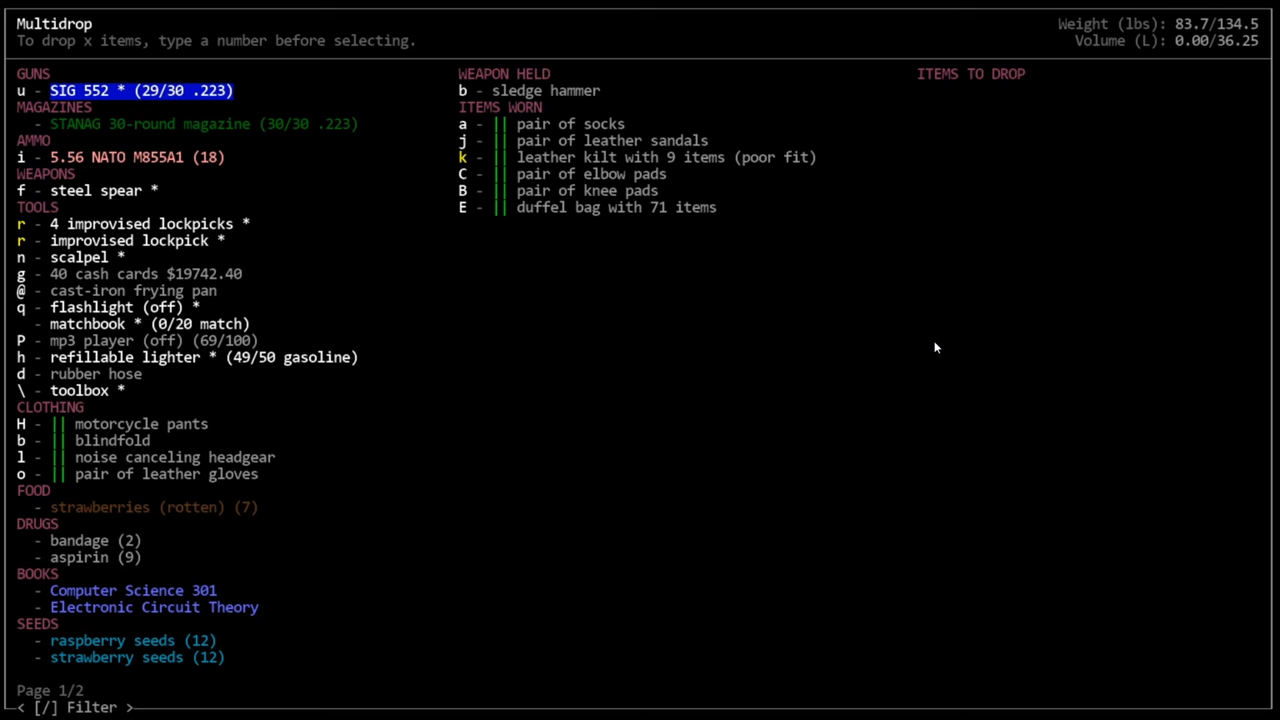 Multidrop
To drop x items, type a number before selecting.
Weight (lbs): 83.7/134.5
Volume (L): 0.00/36.25
GUNS
u - SIG 552 * (29/30 .223)
MAGAZINES
- STANAG 30-round magazine (30/30 .223)
AMMO
i - 5.56 NATO M855A1 (18)
WEAPONS
f - steel spear *
TOOLS
r - 4 improvised lockpicks *
r - improvised lockpick *
n - scalpel *
g - 40 cash cards $19742.40
@ - cast-iron frying pan
q - flashlight (off) *
- matchbook * (0/20 match)
P - mp3 player (off) (69/100)
h - refillable lighter * (49/50 gasoline)
d - rubber hose
\ - toolbox *
CLOTHING
H - || motorcycle pants
b - || blindfold
l - || noise canceling headgear
o - || pair of leather gloves
FOOD
- strawberries (rotten) (7)
DRUGS
- bandage (2)
- aspirin (9)
BOOKS
- Computer Science 301
- Electronic Circuit Theory
SEEDS
- raspberry seeds (12)
- strawberry seeds (12)
WEAPON HELD
b - sledge hammer
ITEMS WORN
a - || pair of socks
j - || pair of leather sandals
k - || leather kilt with 9 items (poor fit)
C - || pair of elbow pads
B - || pair of knee pads
E - || duffel bag with 71 items
ITEMS TO DROP
Page 1/2
< [/] Filter >